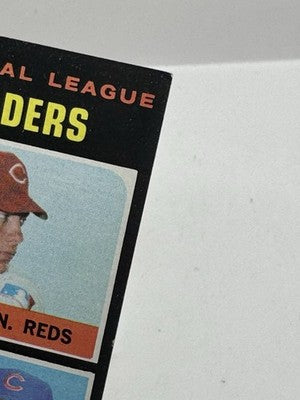 AL LEAGUE
DERS
C
N. REDS
C